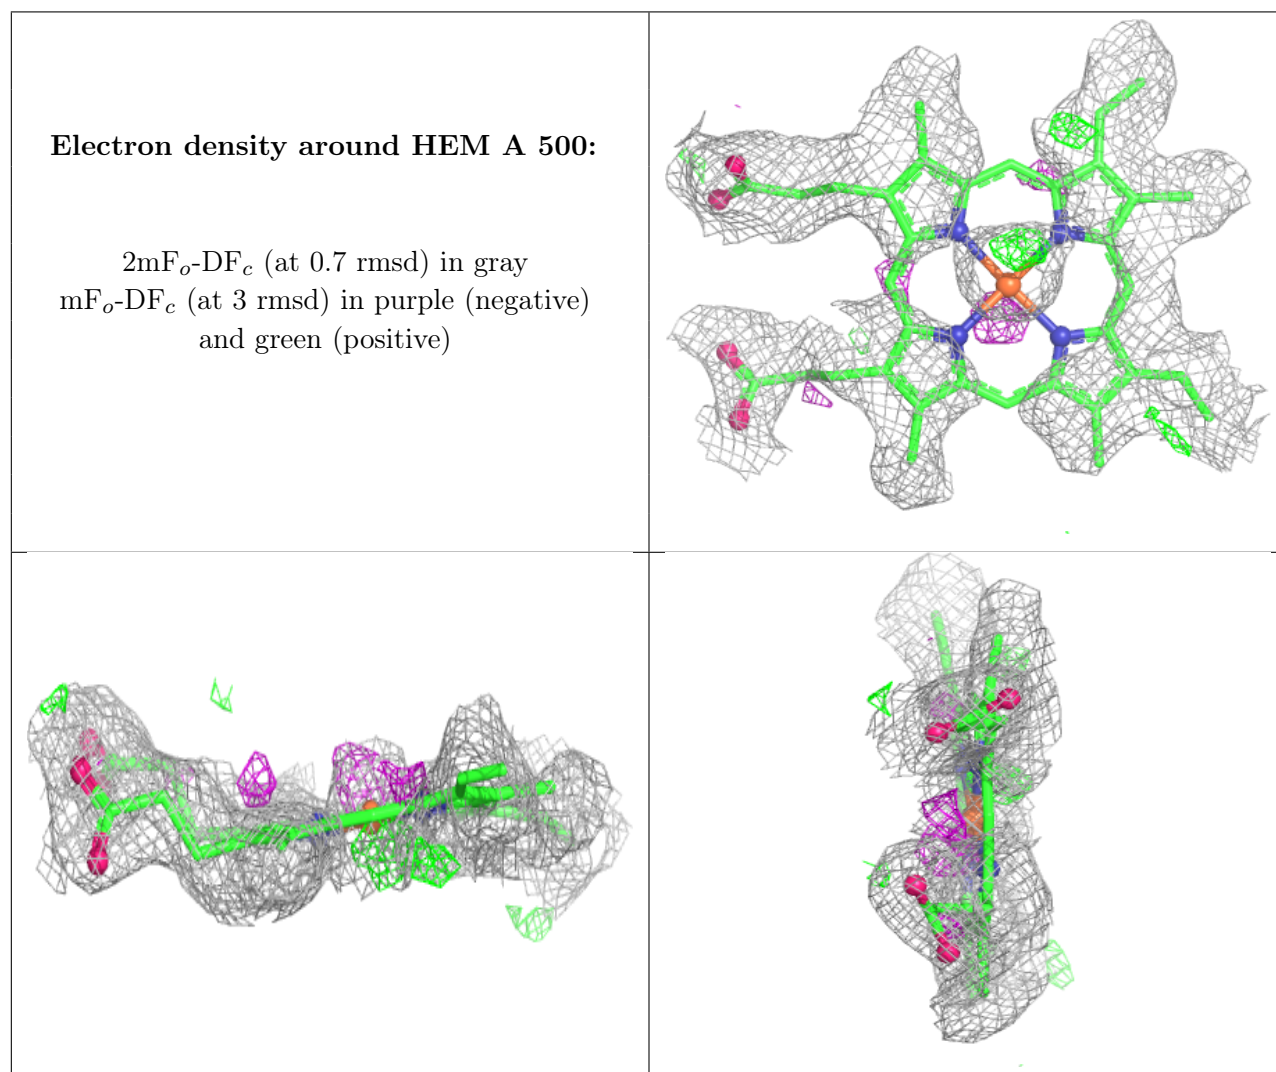 Electron density around HEM A 500:
2mFo-DFc (at 0.7 rmsd) in gray
mFo-DFc (at 3 rmsd) in purple (negative)
and green (positive)